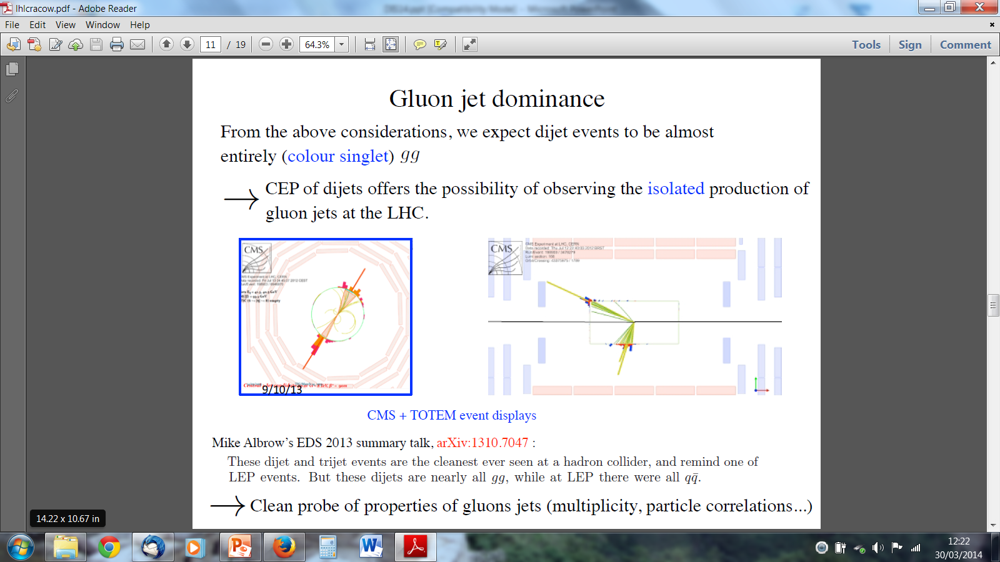 lhlcracow.pdf - Adobe Reader
File Edit View Window Help
11 / 19
64.3%
Tools Sign Comment
Gluon jet dominance
From the above considerations, we expect dijet events to be almost
entirely (colour singlet) gg
→ CEP of dijets offers the possibility of observing the isolated production of
gluon jets at the LHC.
CMS
9/10/13
CMS
CMS Experiment at LHC, CERN
CMS + TOTEM event displays
Mike Albrow's EDS 2013 summary talk, arXiv:1310.7047 :
These dijet and trijet events are the cleanest ever seen at a hadron collider, and remind one of
LEP events. But these dijets are nearly all gg, while at LEP there were all qq̄.
→ Clean probe of properties of gluons jets (multiplicity, particle correlations...)
14.22 x 10.67 in
12:22
30/03/2014